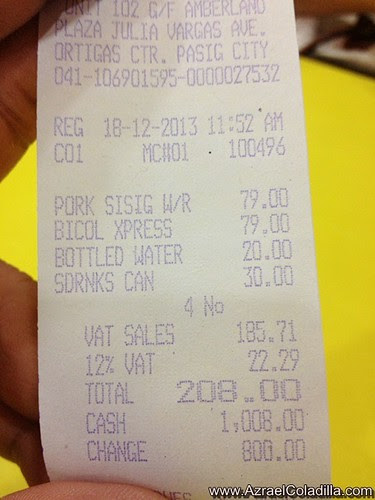 UNIT 102 G/F AMBERLAND
PLAZA JULIA VARGAS AVE.
ORTIGAS CTR. PASIG CITY
041-106901595-0000027532
REG 18-12-2013 11:52 AM
C01 MC#01 100496
PORK SISIG W/R 79.00
BICOL XPRESS 79.00
BOTTLED WATER 20.00
SDRNKS CAN 30.00
4 No
VAT SALES 185.71
12% VAT 22.29
TOTAL 208.00
CASH 1,008.00
CHANGE 800.00
www.AzraelColadilla.com